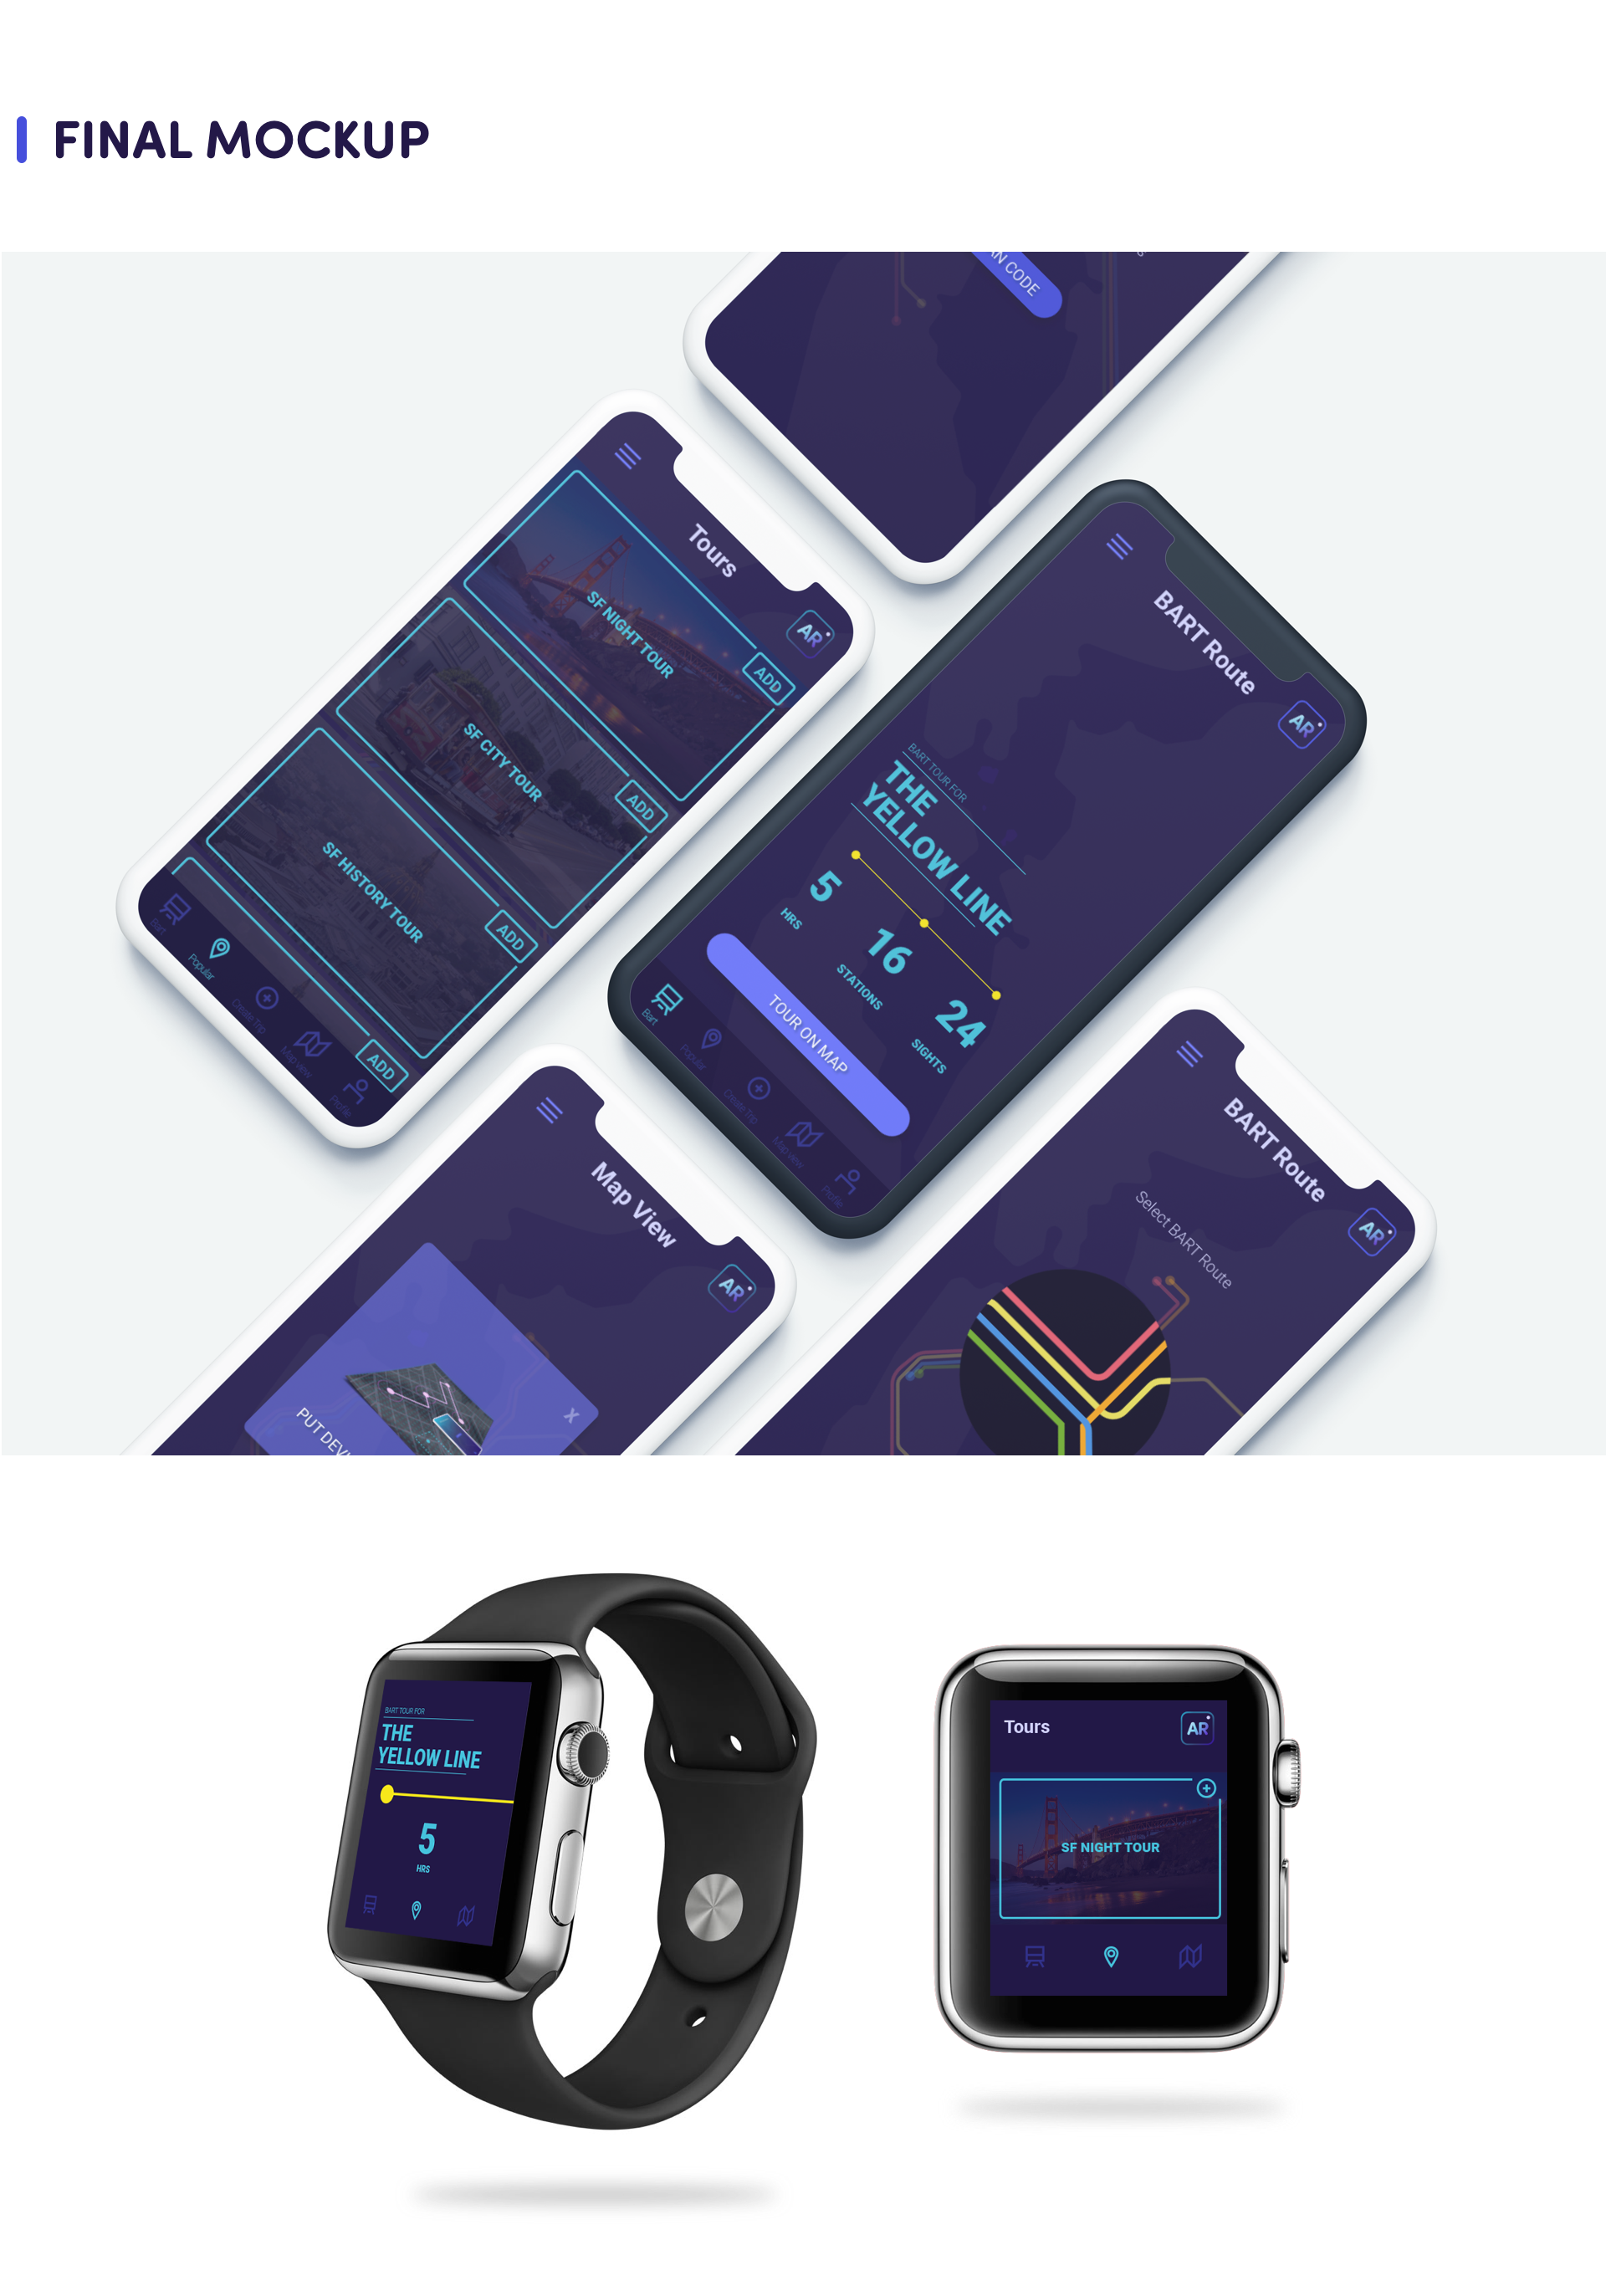 FINAL MOCKUP
AN CODE
Tours
AR
SF NIGHT TOUR
ADD
SF CITY TOUR
ADD
SF HISTORY TOUR
ADD
ADD
Bart
Popular
Create Trip
Map view
Profile
BART Route
AR
BART TOUR FOR
THE
YELLOW LINE
5
HRS
16
STATIONS
24
SIGHTS
TOUR ON MAP
Bart
Popular
Create Trip
Map view
Profile
Map View
AR
X
PUT DEVI
BART Route
AR
Select BART Route
BART TOUR FOR
THE
YELLOW LINE
5
HRS
Tours
AR
SF NIGHT TOUR